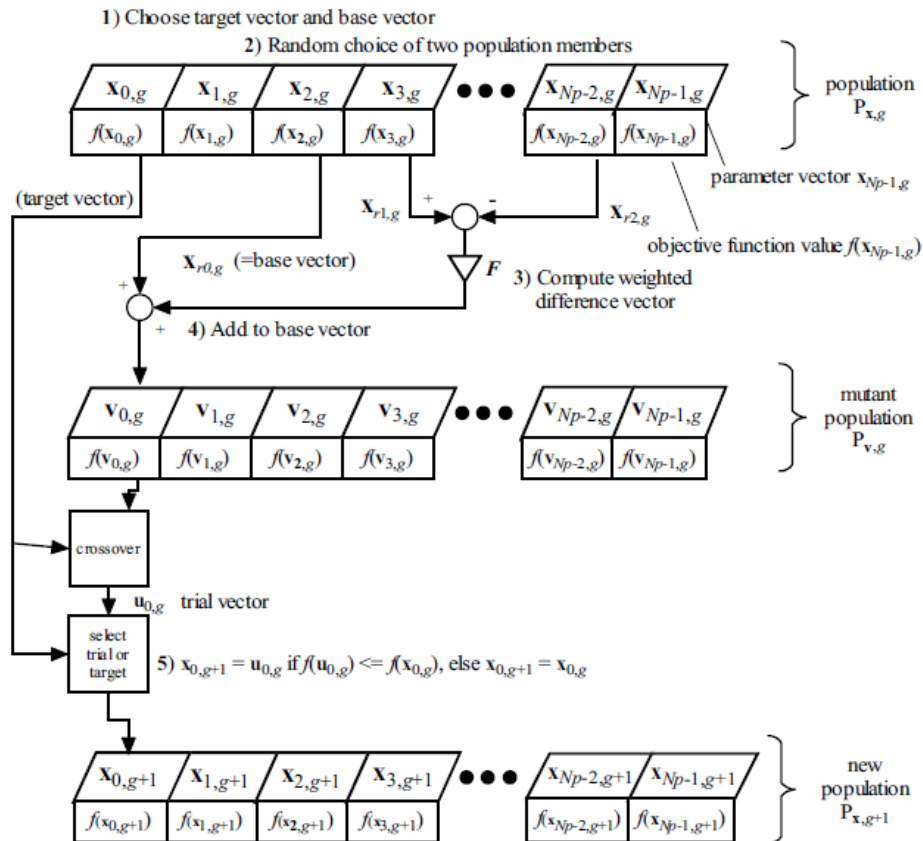 1) Choose target vector and base vector
2) Random choice of two population members
x0,g x1,g x2,g x3,g ●●● xNp-2,g xNp-1,g
f(x0,g) f(x1,g) f(x2,g) f(x3,g) f(xNp-2,g) f(xNp-1,g)
population
Px,g
parameter vector xNp-1,g
(target vector)
xr1,g + - xr2,g
objective function value f(xNp-1,g)
xr0,g (=base vector)
F
3) Compute weighted
difference vector
+
+
4) Add to base vector
v0,g v1,g v2,g v3,g ●●● vNp-2,g vNp-1,g
f(v0,g) f(v1,g) f(v2,g) f(v3,g) f(vNp-2,g) f(vNp-1,g)
mutant
population
Pv,g
crossover
u0,g trial vector
select
trial or
target
5) x0,g+1 = u0,g if f(u0,g) <= f(x0,g), else x0,g+1 = x0,g
x0,g+1 x1,g+1 x2,g+1 x3,g+1 ●●● xNp-2,g+1 xNp-1,g+1
f(x0,g+1) f(x1,g+1) f(x2,g+1) f(x3,g+1) f(xNp-2,g+1) f(xNp-1,g+1)
new
population
Px,g+1